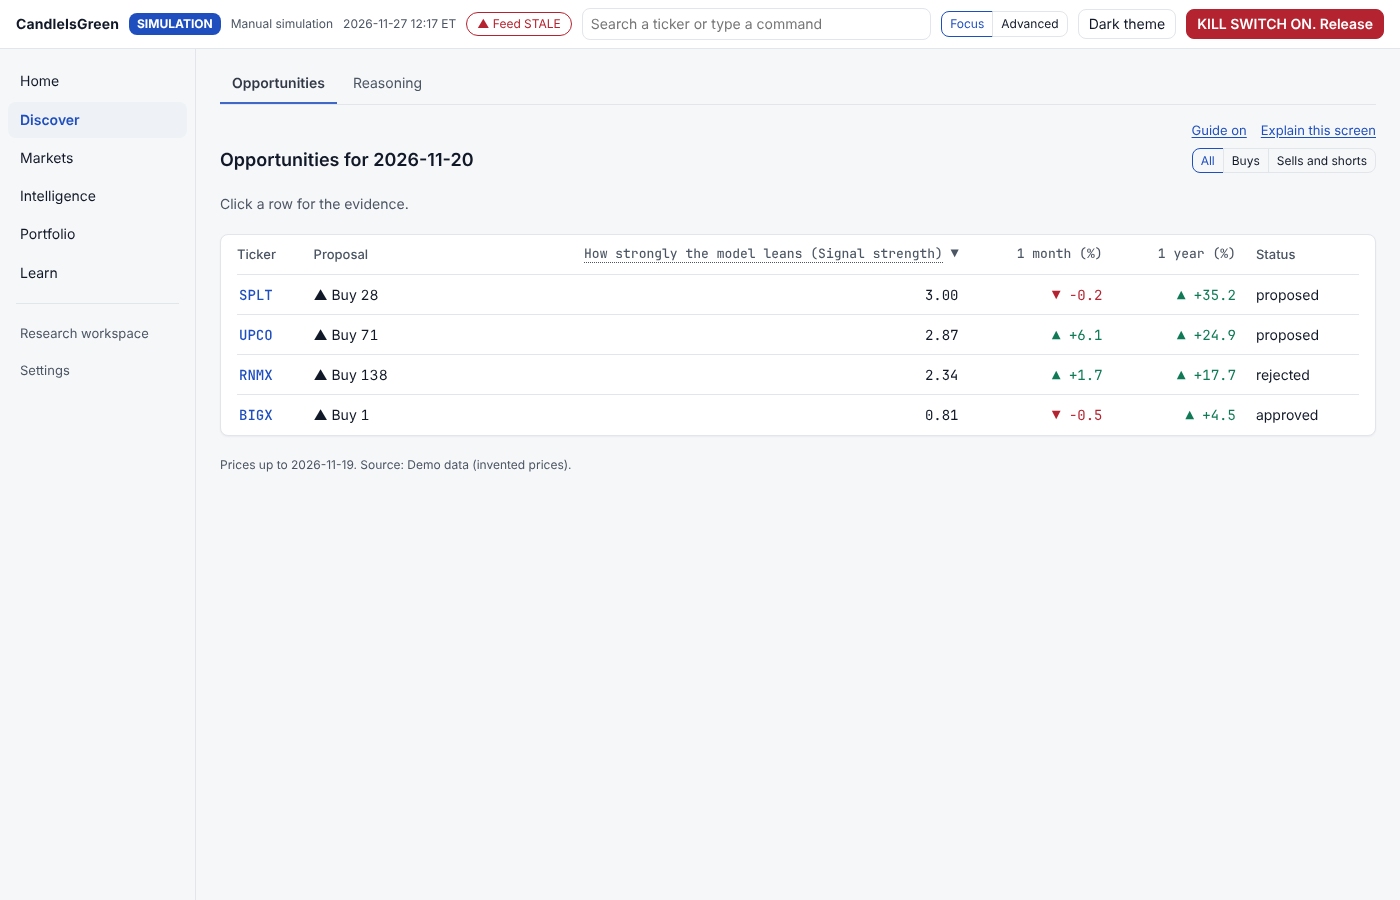 CandleIsGreen SIMULATION Manual simulation 2026-11-27 12:17 ET ▲ Feed STALE Search a ticker or type a command Focus Advanced Dark theme KILL SWITCH ON. Release
Home
Discover
Markets
Intelligence
Portfolio
Learn
Research workspace
Settings
Opportunities Reasoning
Guide on Explain this screen
Opportunities for 2026-11-20 All Buys Sells and shorts
Click a row for the evidence.
Ticker Proposal How strongly the model leans (Signal strength) ▼ 1 month (%) 1 year (%) Status
SPLT ▲ Buy 28 3.00 ▼ -0.2 ▲ +35.2 proposed
UPCO ▲ Buy 71 2.87 ▲ +6.1 ▲ +24.9 proposed
RNMX ▲ Buy 138 2.34 ▲ +1.7 ▲ +17.7 rejected
BIGX ▲ Buy 1 0.81 ▼ -0.5 ▲ +4.5 approved
Prices up to 2026-11-19. Source: Demo data (invented prices).